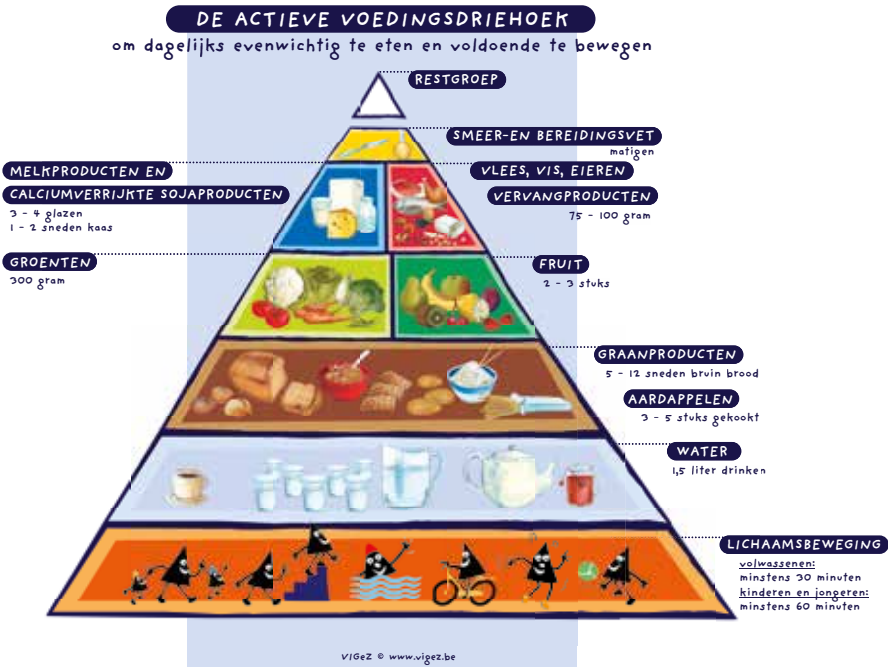 DE ACTIEVE VOEDINGSDRIEHOEK
om dagelijks evenwichtig te eten en voldoende te bewegen
RESTGROEP
SMEER-EN BEREIDINGSVET
matigen
MELKPRODUCTEN EN
CALCIUMVERRIJKTE SOJAPRODUCTEN
3 - 4 glazen
1 - 2 sneden kaas
VLEES, VIS, EIEREN
VERVANGPRODUCTEN
75 - 100 gram
GROENTEN
300 gram
FRUIT
2 - 3 stuks
GRAANPRODUCTEN
5 - 12 sneden bruin brood
AARDAPPELEN
3 - 5 stuks gekookt
WATER
1,5 liter drinken
LICHAAMSBEWEGING
volwassenen:
minstens 30 minuten
kinderen en jongeren:
minstens 60 minuten
VIGeZ © www.vigez.be